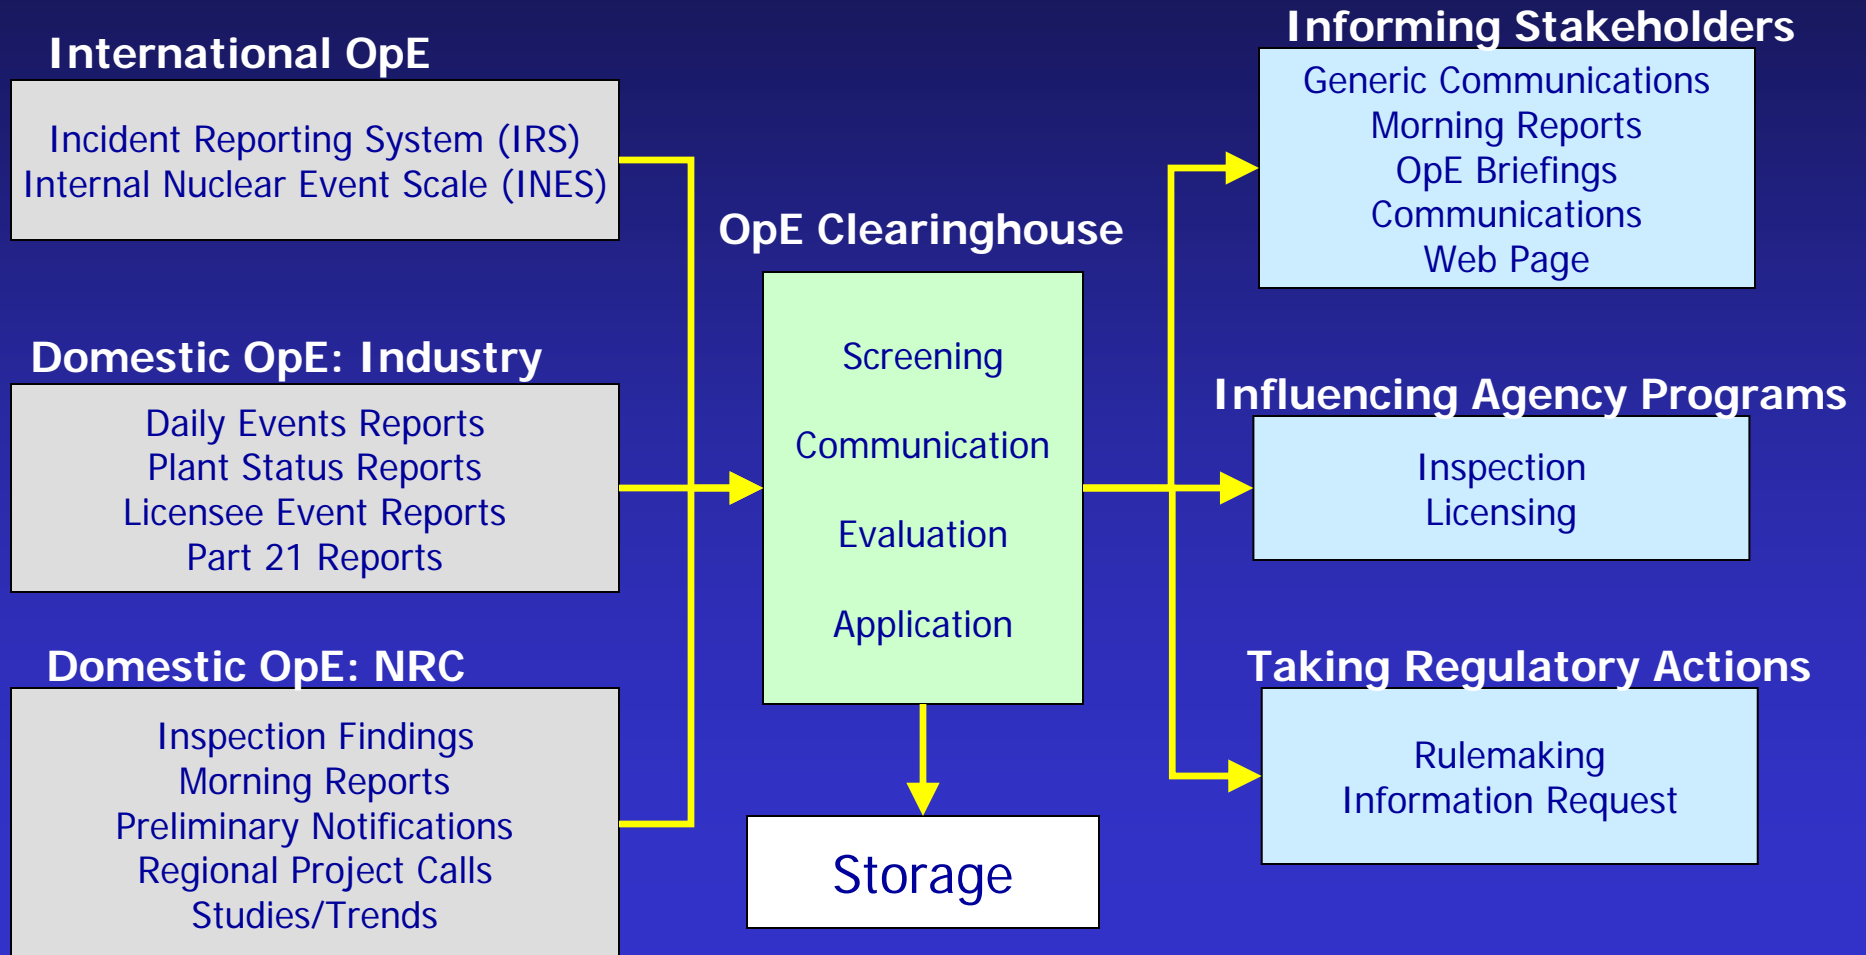 International OpE
Incident Reporting System (IRS)
Internal Nuclear Event Scale (INES)
Domestic OpE: Industry
Daily Events Reports
Plant Status Reports
Licensee Event Reports
Part 21 Reports
Domestic OpE: NRC
Inspection Findings
Morning Reports
Preliminary Notifications
Regional Project Calls
Studies/Trends
OpE Clearinghouse
Screening
Communication
Evaluation
Application
Storage
Informing Stakeholders
Generic Communications
Morning Reports
OpE Briefings
Communications
Web Page
Influencing Agency Programs
Inspection
Licensing
Taking Regulatory Actions
Rulemaking
Information Request